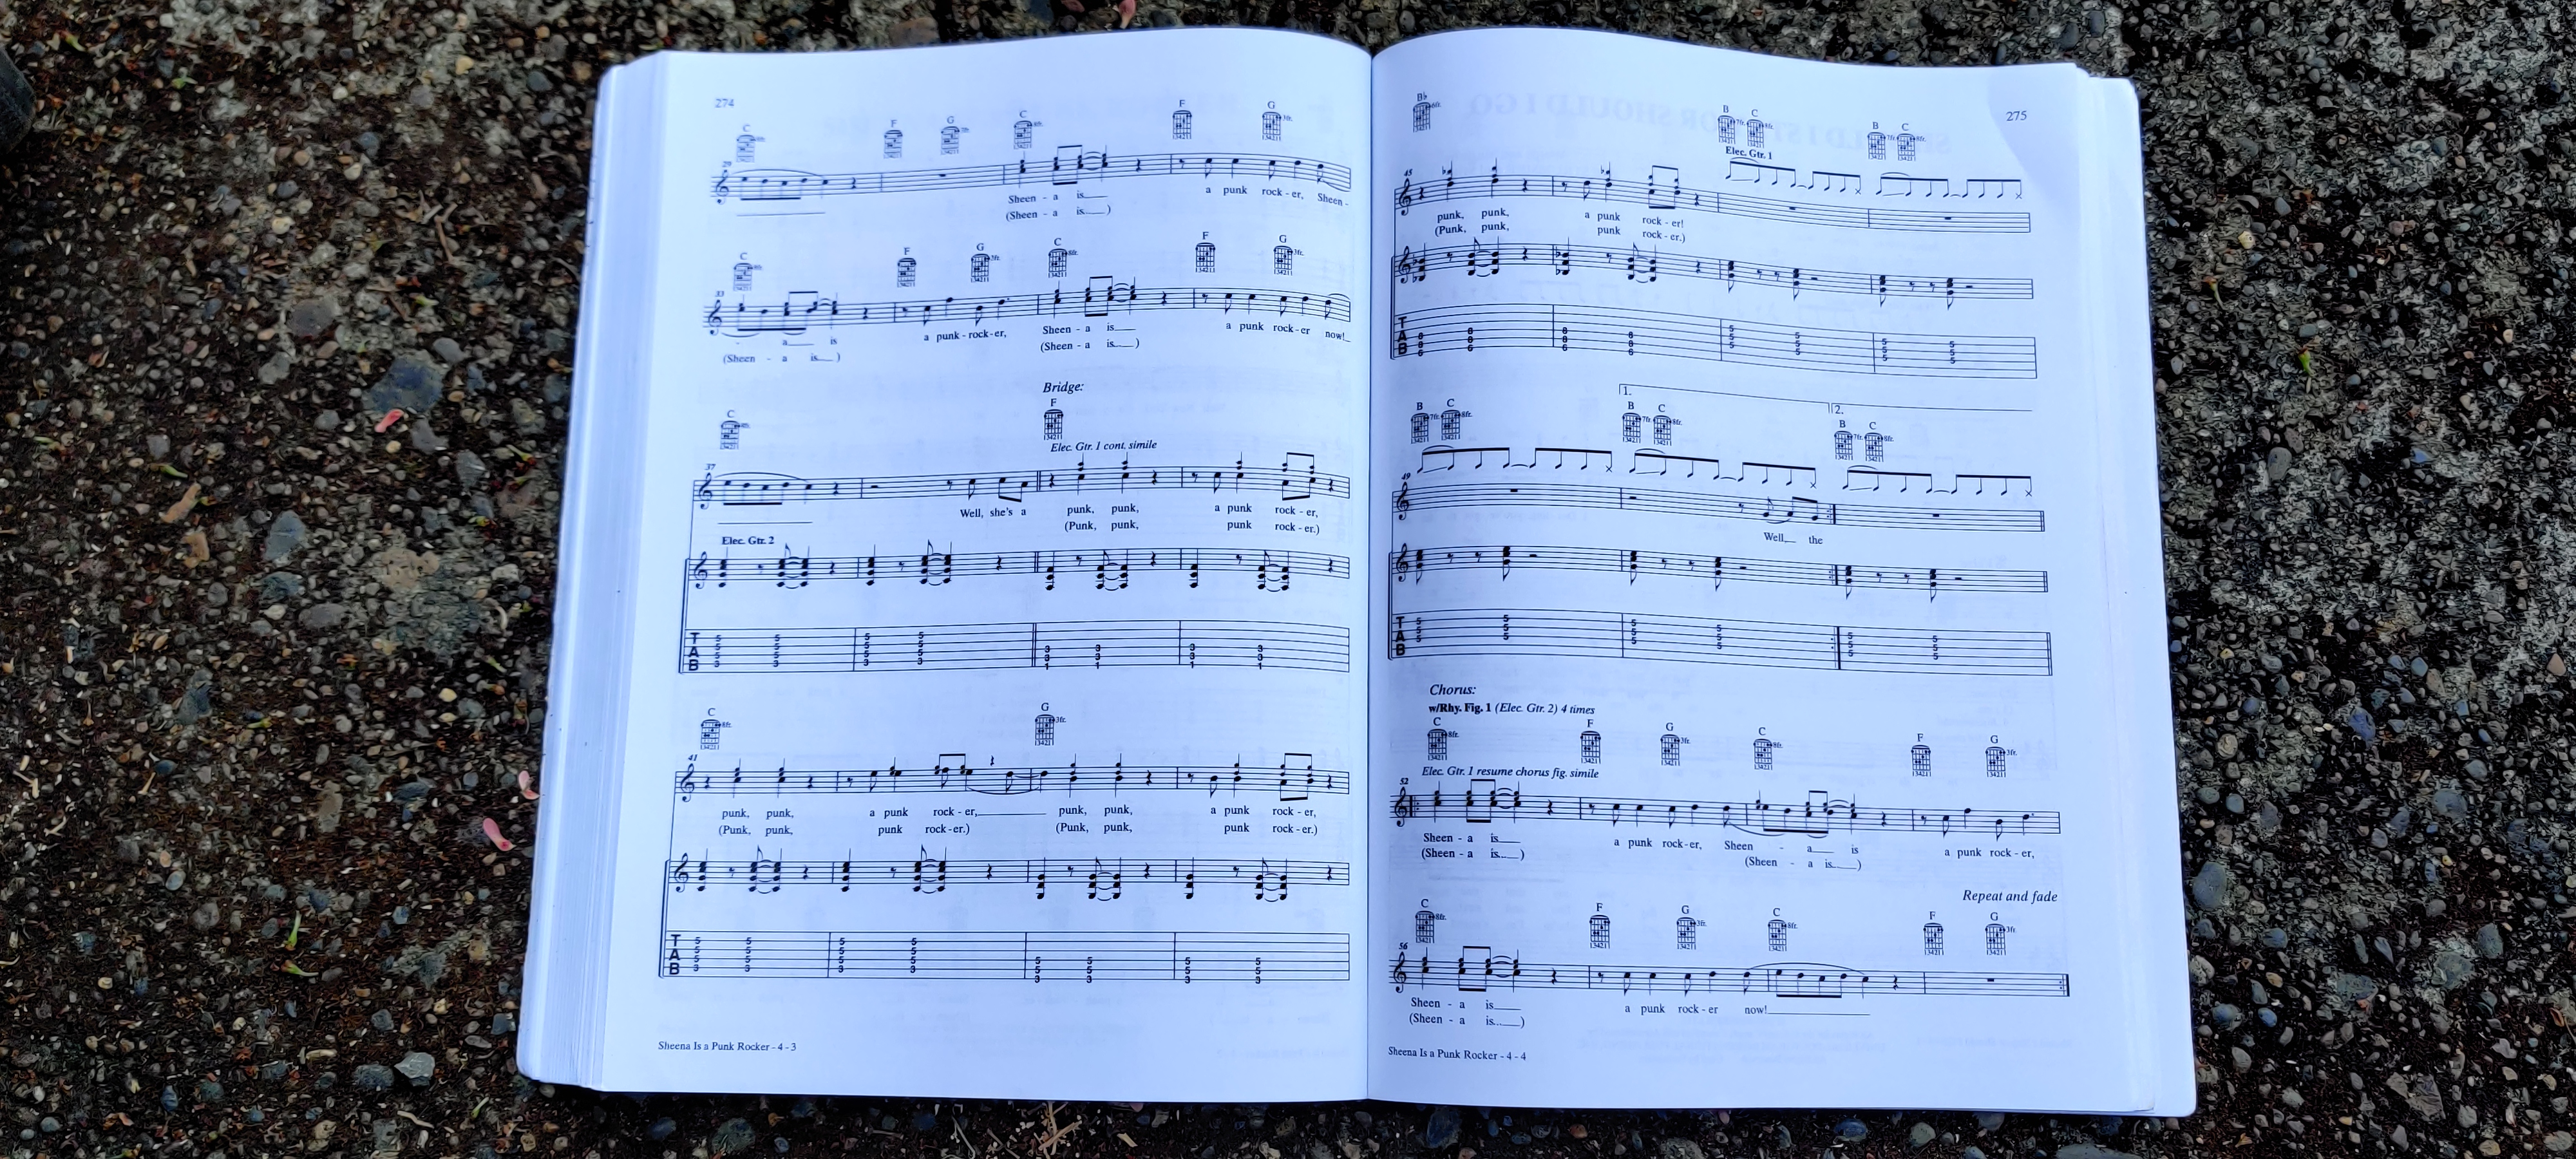 274
C F G C F G
Sheen - a is a punk rock - er, Sheen -
(Sheen - a is )
C F G C F G
33
- a is a punk - rock - er, Sheen - a is a punk rock - er now!
(Sheen - a is ) (Sheen - a is )
Bridge:
C F
Elec. Gtr. 1 cont. simile
37
Well, she's a punk, punk, a punk rock - er,
(Punk, punk, punk rock - er.)
Elec. Gtr. 2
C G
41
punk, punk, a punk rock - er, punk, punk, a punk rock - er,
(Punk, punk, punk rock - er.) (Punk, punk, punk rock - er.)
Sheena Is a Punk Rocker - 4 - 3
275
B♭ B C B C
Elec. Gtr. 1
45
punk, punk, a punk rock - er!
(Punk, punk, punk rock - er.)
1. 2.
B C B C B C
49
Well, the
Chorus:
w/Rhy. Fig. 1 (Elec. Gtr. 2) 4 times
C F G C F G
Elec. Gtr. 1 resume chorus fig. simile
52
Sheen - a is a punk rock - er, Sheen - a is a punk rock - er,
(Sheen - a is ) (Sheen - a is )
Repeat and fade
C F G C F G
56
Sheen - a is a punk rock - er now!
(Sheen - a is )
Sheena Is a Punk Rocker - 4 - 4